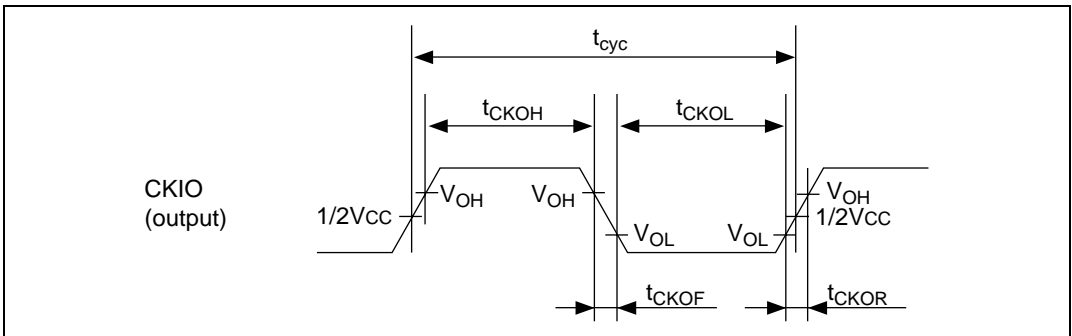 tcyc
tCKOH
tCKOL
CKIO
(output)
1/2VCC
VOH
VOH
VOL
VOL
VOH
1/2VCC
tCKOF
tCKOR